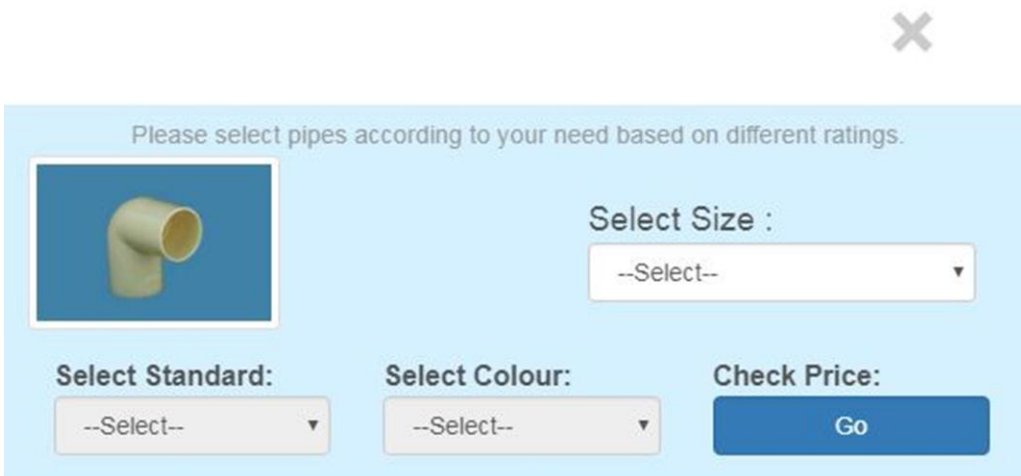 Please select pipes according to your need based on different ratings.
Select Size :
--Select--
Select Standard:
--Select--
Select Colour:
--Select--
Check Price:
Go